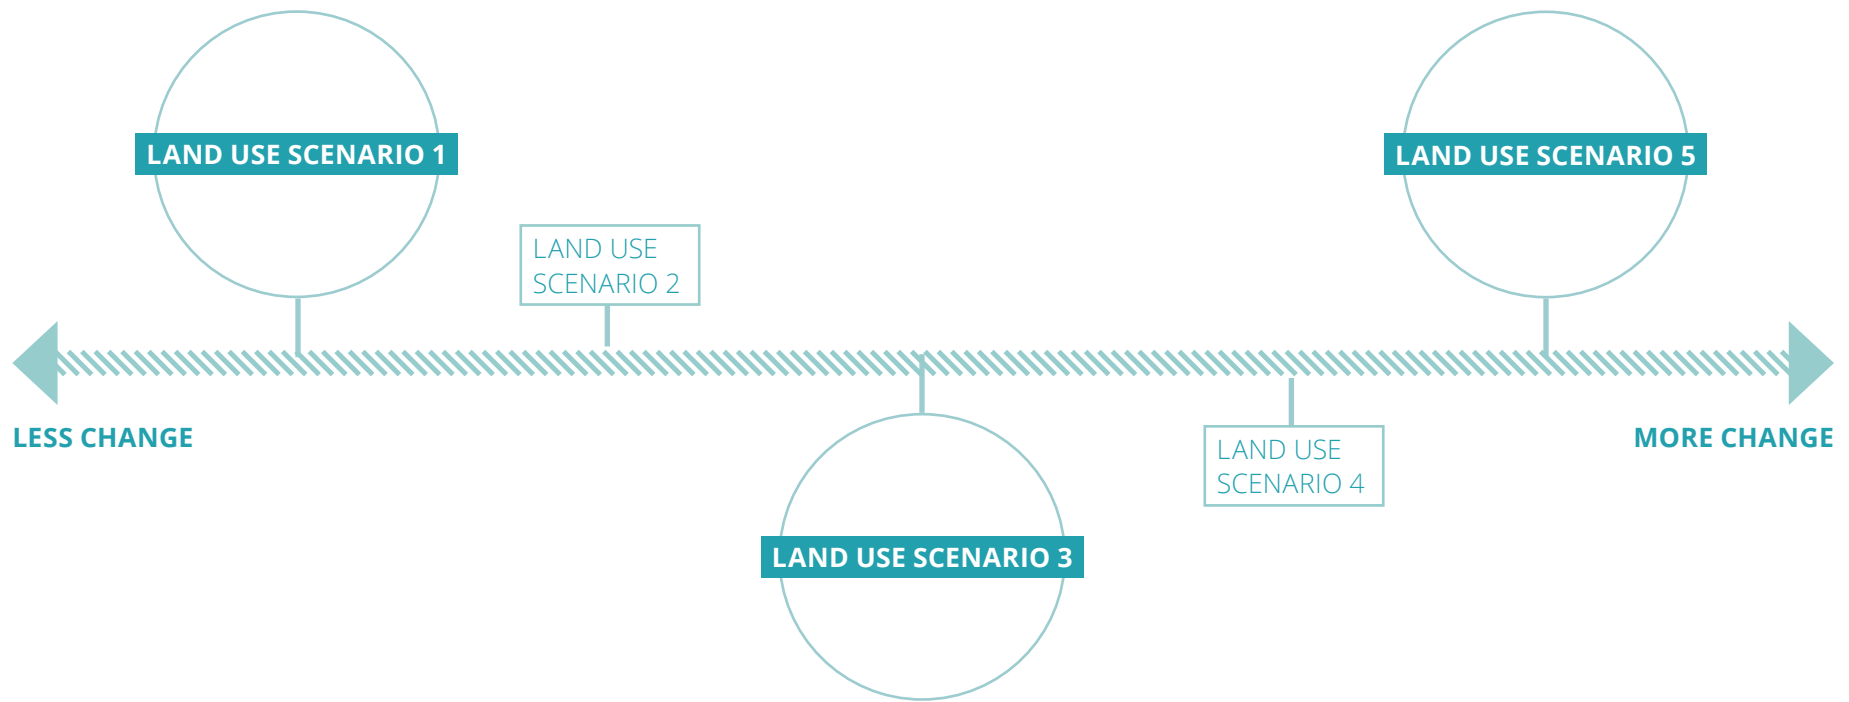 LAND USE SCENARIO 1
LAND USE SCENARIO 5
LAND USE
SCENARIO 2
LESS CHANGE
MORE CHANGE
LAND USE
SCENARIO 4
LAND USE SCENARIO 3